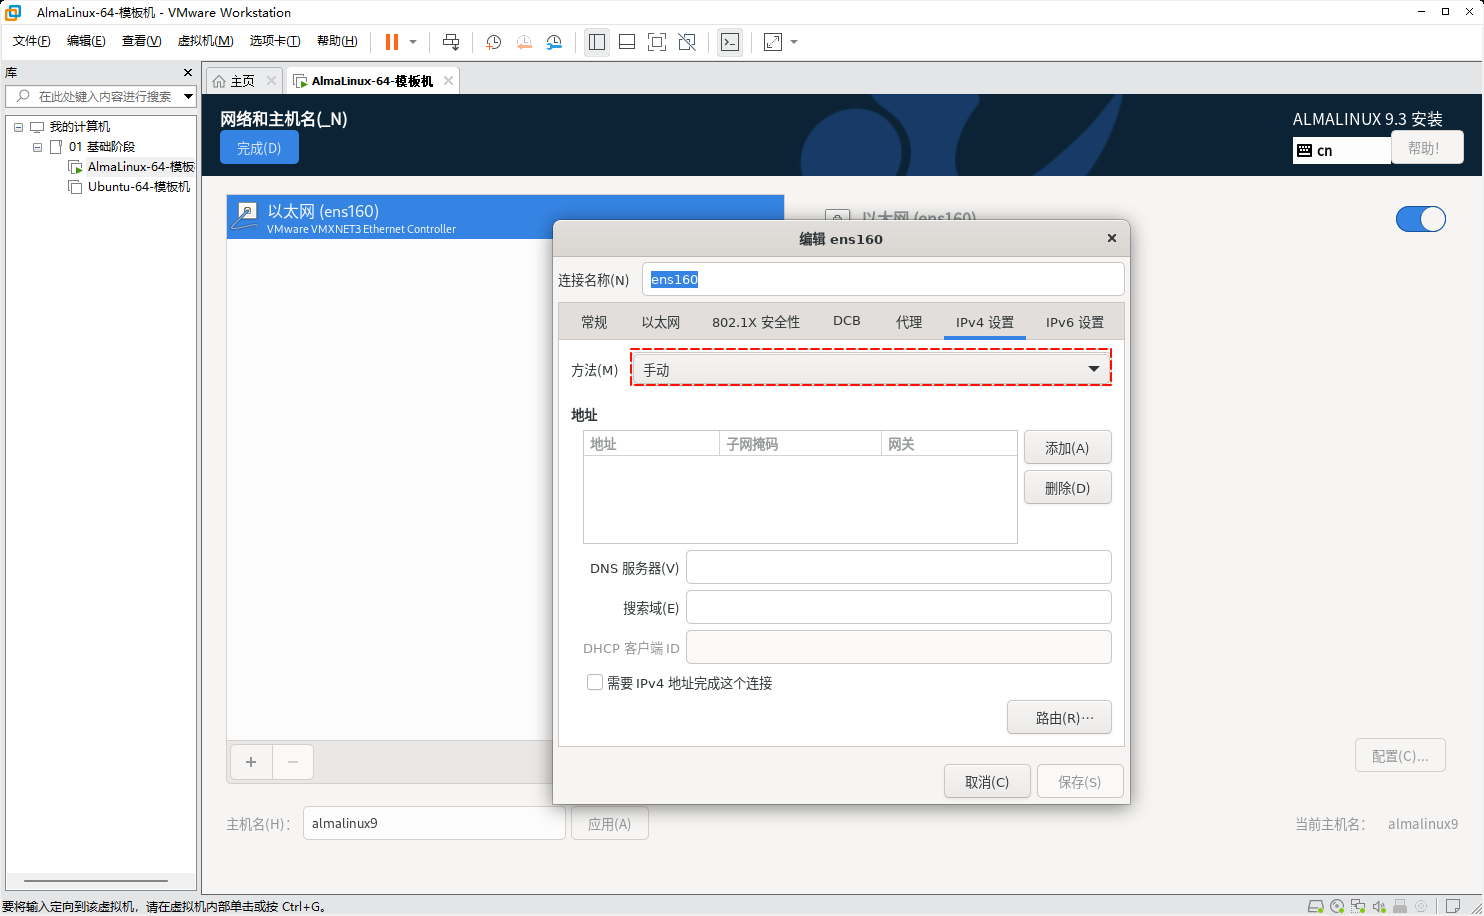 AlmaLinux-64-模板机 - VMware Workstation
文件(F) 编辑(E) 查看(V) 虚拟机(M) 选项卡(T) 帮助(H)
库
在此处键入内容进行搜索
我的计算机
01 基础阶段
AlmaLinux-64-模板
Ubuntu-64-模板机
主页
AlmaLinux-64-模板机
网络和主机名(_N)
完成(D)
ALMALINUX 9.3 安装
cn
帮助!
以太网 (ens160)
VMware VMXNET3 Ethernet Controller
以太网 (ens160)
编辑 ens160
连接名称(N) ens160
常规 以太网 802.1X 安全性 DCB 代理 IPv4 设置 IPv6 设置
方法(M) 手动
地址
地址 子网掩码 网关
添加(A)
删除(D)
DNS 服务器(V)
搜索域(E)
DHCP 客户端 ID
需要 IPv4 地址完成这个连接
路由(R)…
取消(C) 保存(S)
配置(C)...
主机名(H): almalinux9 应用(A)
当前主机名: almalinux9
要将输入定向到该虚拟机，请在虚拟机内部单击或按 Ctrl+G。